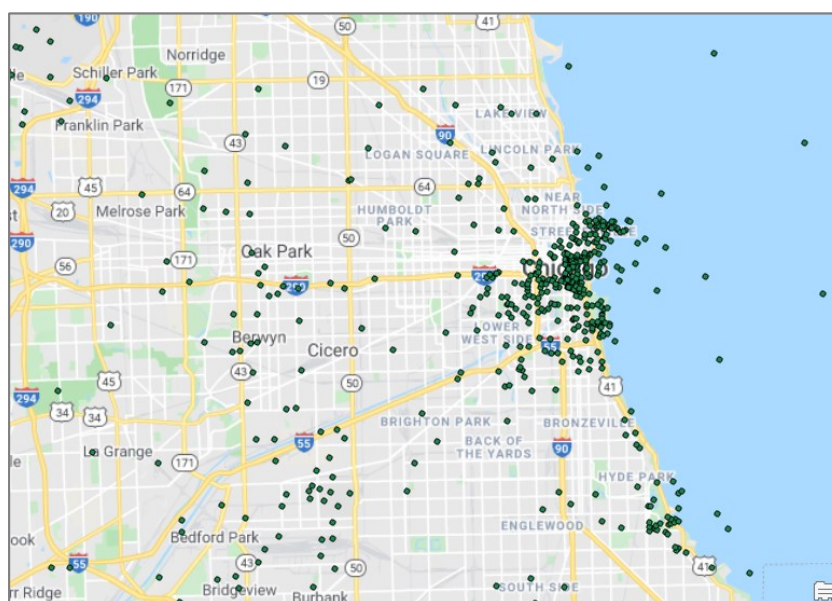 190
50
41
Norridge
Schiller Park
171
19
294
LAKE VIEW
Franklin Park
43
90
LOGAN SQUARE
LINCOLN PARK
294
45
64
64
NEAR
NORTH SIDE
20
Melrose Park
HUMBOLDT
PARK
290
50
Oak Park
56
171
Chicago
290
LOWER
WEST SIDE
Berwyn
Cicero
55
43
45
50
41
294
34
34
BRIGHTON PARK
BRONZEVILLE
55
BACK OF
THE YARDS
90
La Grange
171
HYDE PARK
ENGLEWOOD
Bedford Park
55
43
50
41
Bridgeview
Burbank
SOUTH SIDE